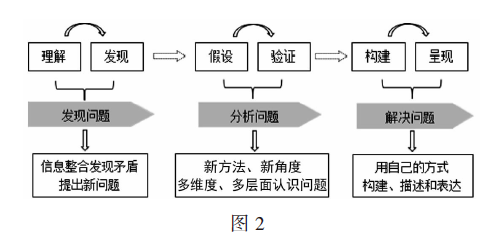 理解 发现 假设 验证 构建 呈现
发现问题 分析问题 解决问题
信息整合发现矛盾
提出新问题
新方法、新角度
多维度、多层面认识问题
用自己的方式
构建、描述和表达
图 2